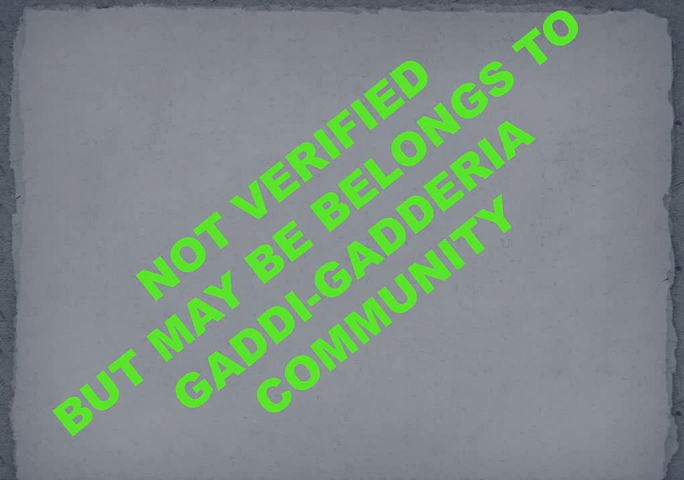 NOT VERIFIED
BUT MAY BE BELONGS TO
GADDI-GADDERIA
COMMUNITY